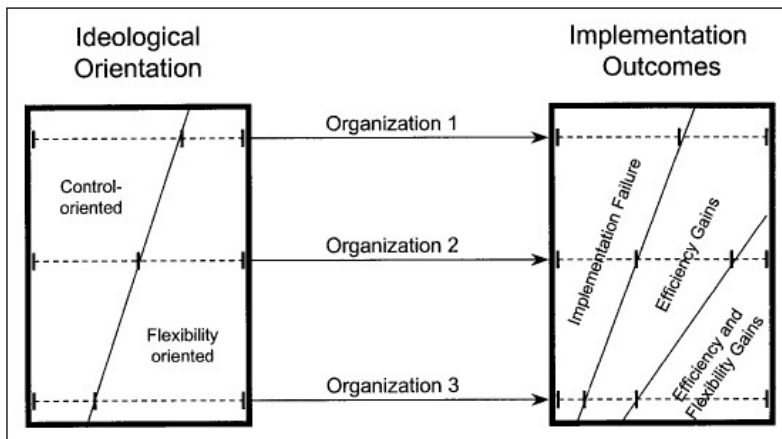 Ideological
Orientation
Implementation
Outcomes
Organization 1
Control-
oriented
Organization 2
Flexibility
oriented
Organization 3
Implementation Failure
Efficiency Gains
Efficiency and
Flexibility Gains